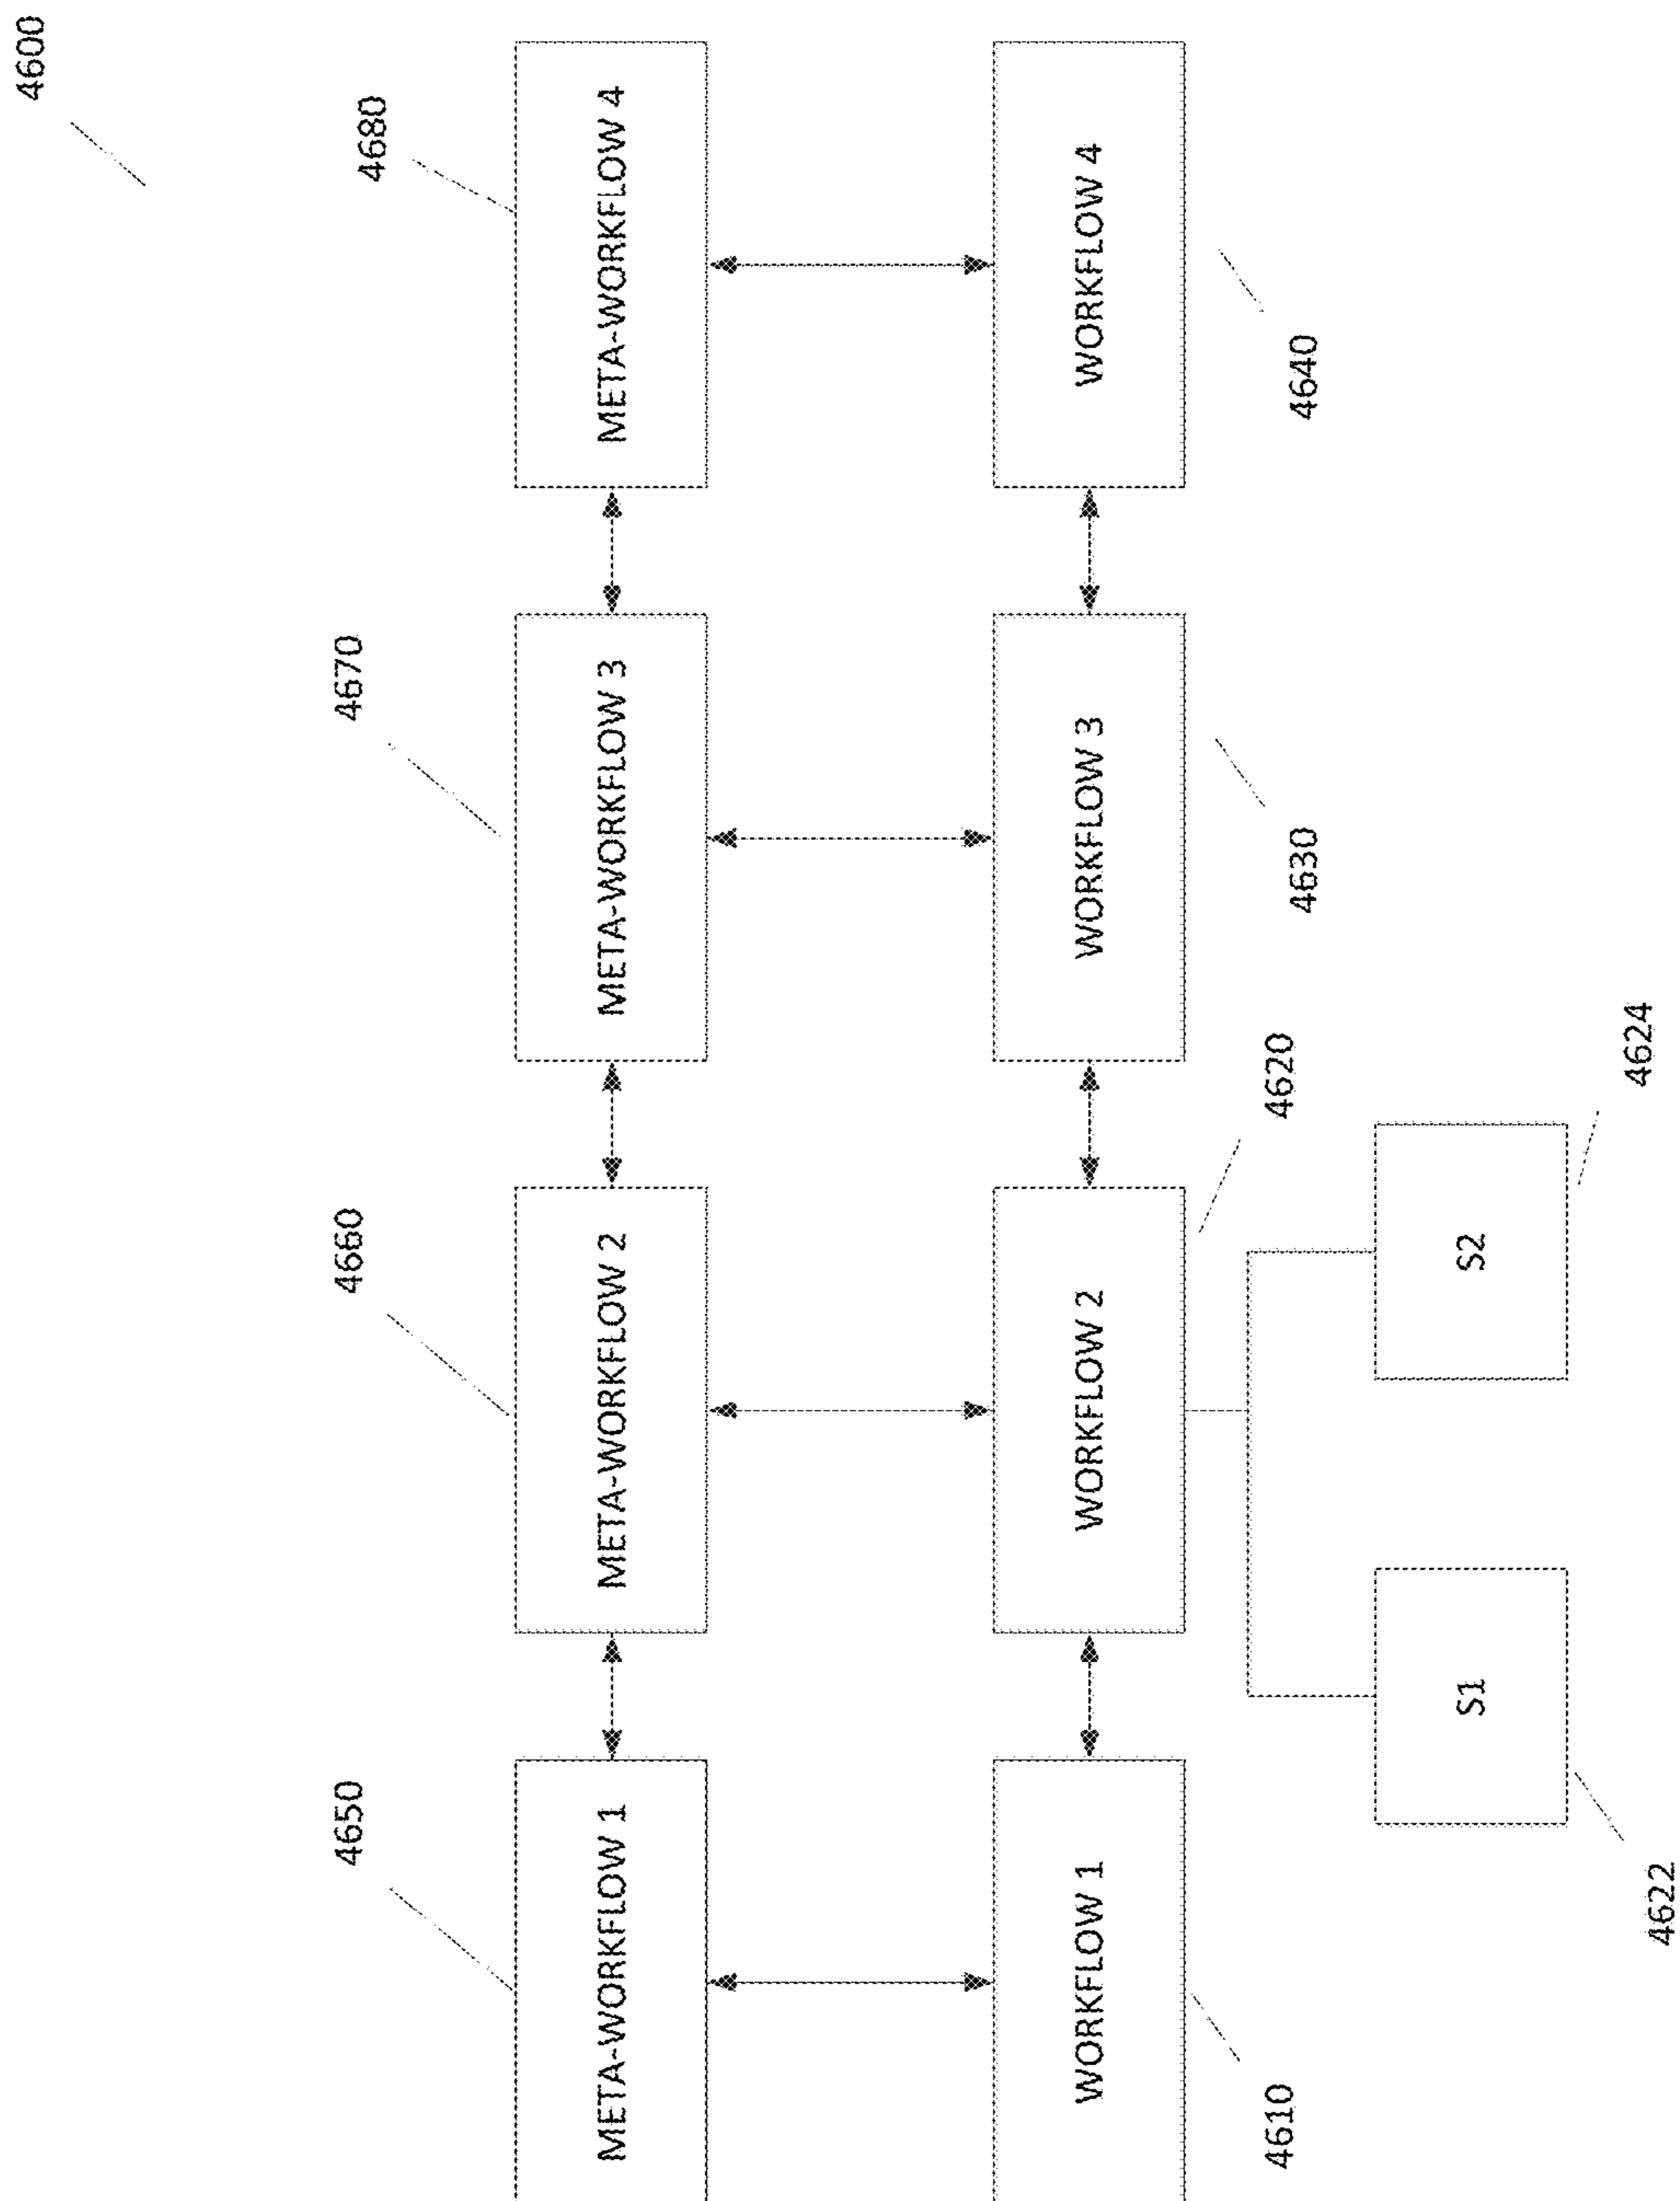 4600
4650
4660
4670
4680
META-WORKFLOW 1
META-WORKFLOW 2
META-WORKFLOW 3
META-WORKFLOW 4
WORKFLOW 1
WORKFLOW 2
WORKFLOW 3
WORKFLOW 4
4610
4620
4630
4640
S1
S2
4622
4624